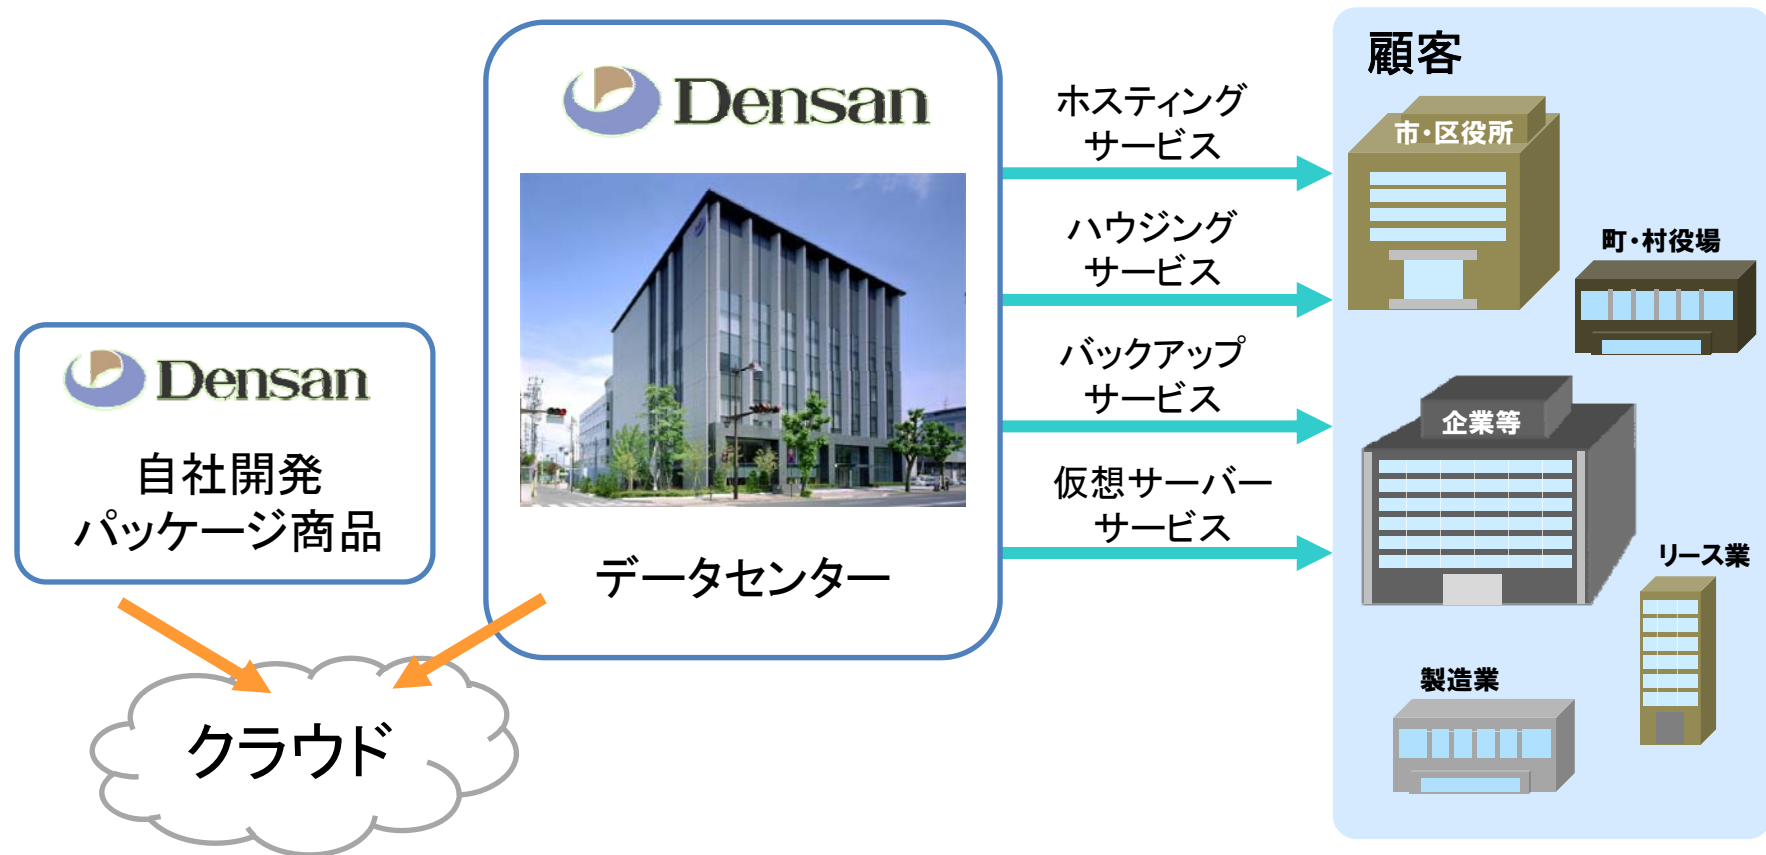 Densan
自社開発
パッケージ商品
クラウド
Densan
データセンター
ホスティング
サービス
ハウジング
サービス
バックアップ
サービス
仮想サーバー
サービス
顧客
市・区役所
町・村役場
企業等
リース業
製造業